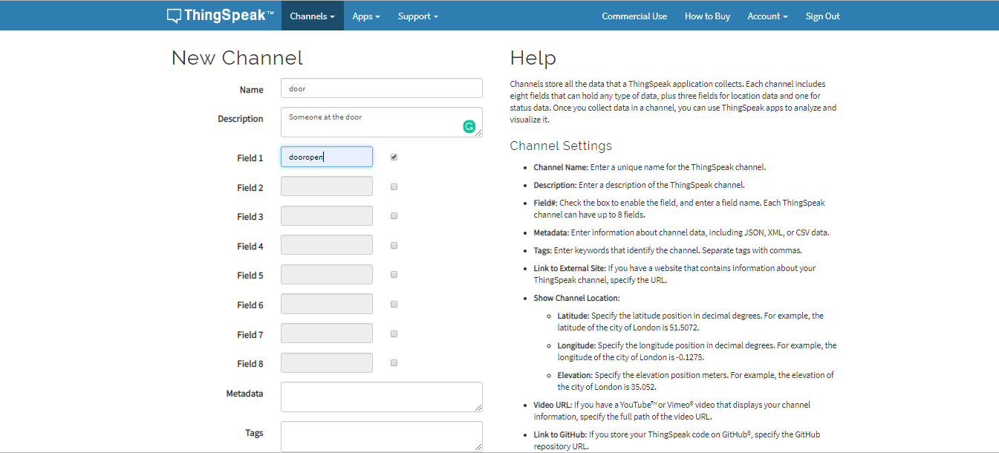 ThingSpeak™ Channels Apps Support Commercial Use How to Buy Account Sign Out
New Channel
Name door
Description Someone at the door
Field 1 dooropen
Field 2
Field 3
Field 4
Field 5
Field 6
Field 7
Field 8
Metadata
Tags
Help
Channels store all the data that a ThingSpeak application collects. Each channel includes
eight fields that can hold any type of data, plus three fields for location data and one for
status data. Once you collect data in a channel, you can use ThingSpeak apps to analyze and
visualize it.
Channel Settings
• Channel Name: Enter a unique name for the ThingSpeak channel.
• Description: Enter a description of the ThingSpeak channel.
• Field#: Check the box to enable the field, and enter a field name. Each ThingSpeak
channel can have up to 8 fields.
• Metadata: Enter information about channel data, including JSON, XML, or CSV data.
• Tags: Enter keywords that identify the channel. Separate tags with commas.
• Link to External Site: If you have a website that contains information about your
ThingSpeak channel, specify the URL.
• Show Channel Location:
◦ Latitude: Specify the latitude position in decimal degrees. For example, the
latitude of the city of London is 51.5072.
◦ Longitude: Specify the longitude position in decimal degrees. For example, the
longitude of the city of London is -0.1275.
◦ Elevation: Specify the elevation position meters. For example, the elevation of
the city of London is 35.052.
• Video URL: If you have a YouTube™ or Vimeo® video that displays your channel
information, specify the full path of the video URL.
• Link to GitHub: If you store your ThingSpeak code on GitHub®, specify the GitHub
repository URL.